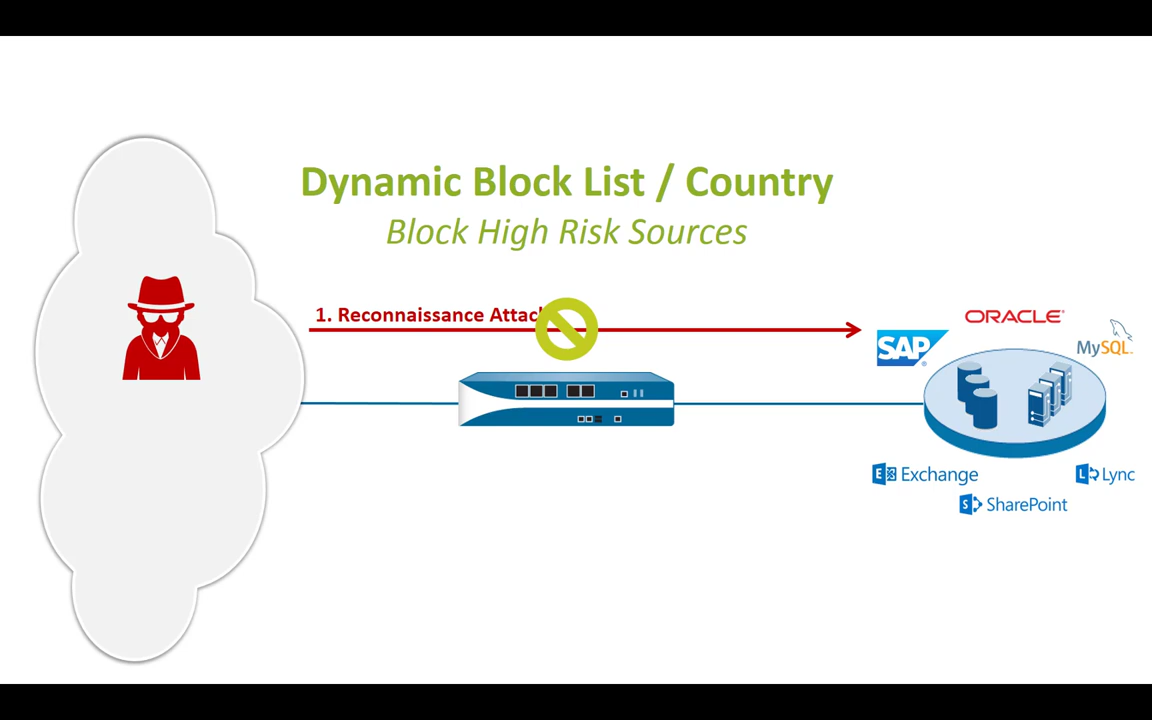 Dynamic Block List / Country
Block High Risk Sources
1. Reconnaissance Attac
ORACLE
SAP
MySQL
Exchange
Lync
SharePoint